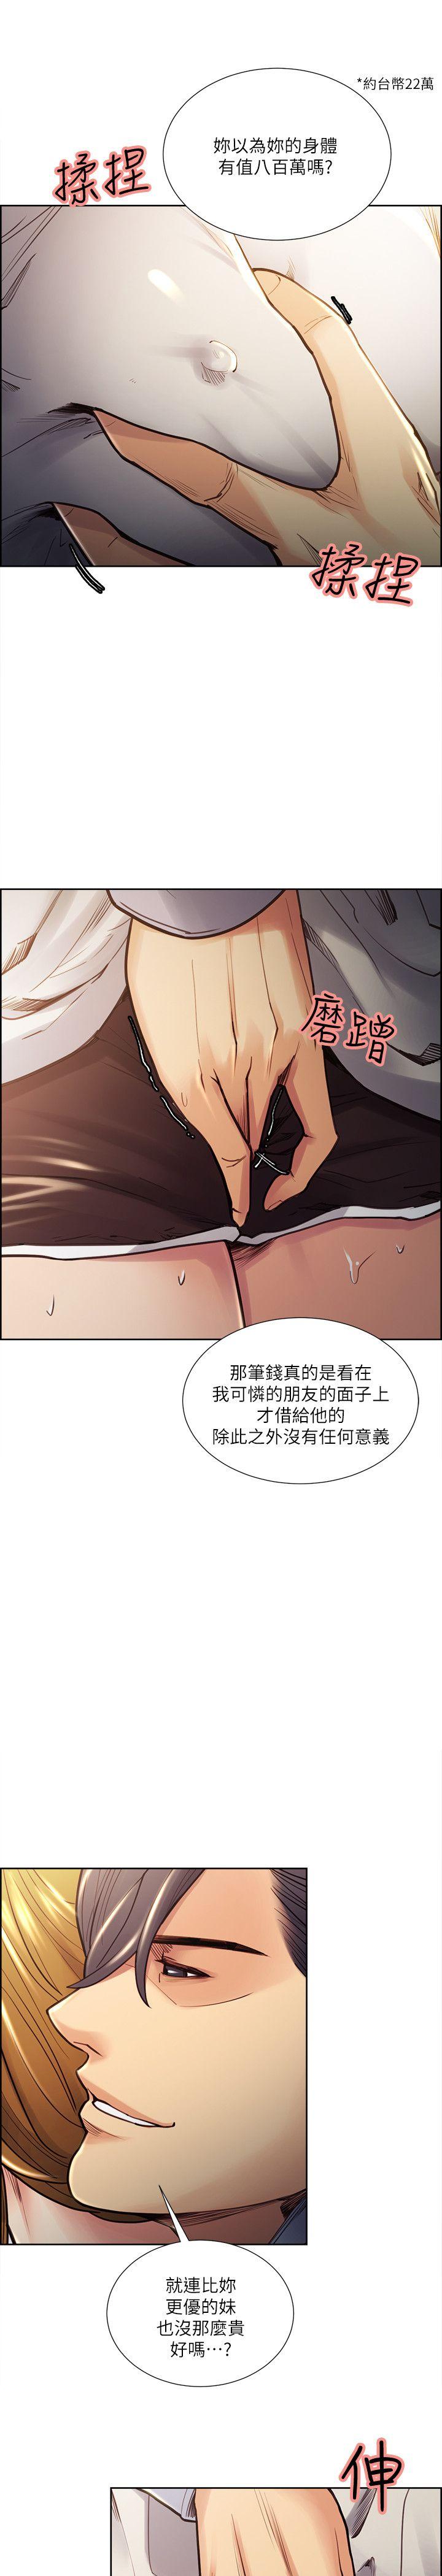 *約台幣22萬
妳以為妳的身體
有值八百萬嗎?
揉捏
揉捏
磨蹭
那筆錢真的是看在
我可憐的朋友的面子上
才借給他的
除此之外沒有任何意義
就連比妳
更優的妹
也沒那麼貴
好嗎…?
伸